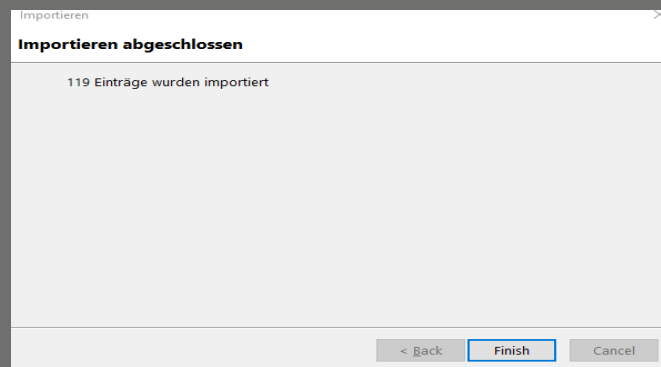 Importieren
Importieren abgeschlossen
119 Einträge wurden importiert
< Back
Finish
Cancel